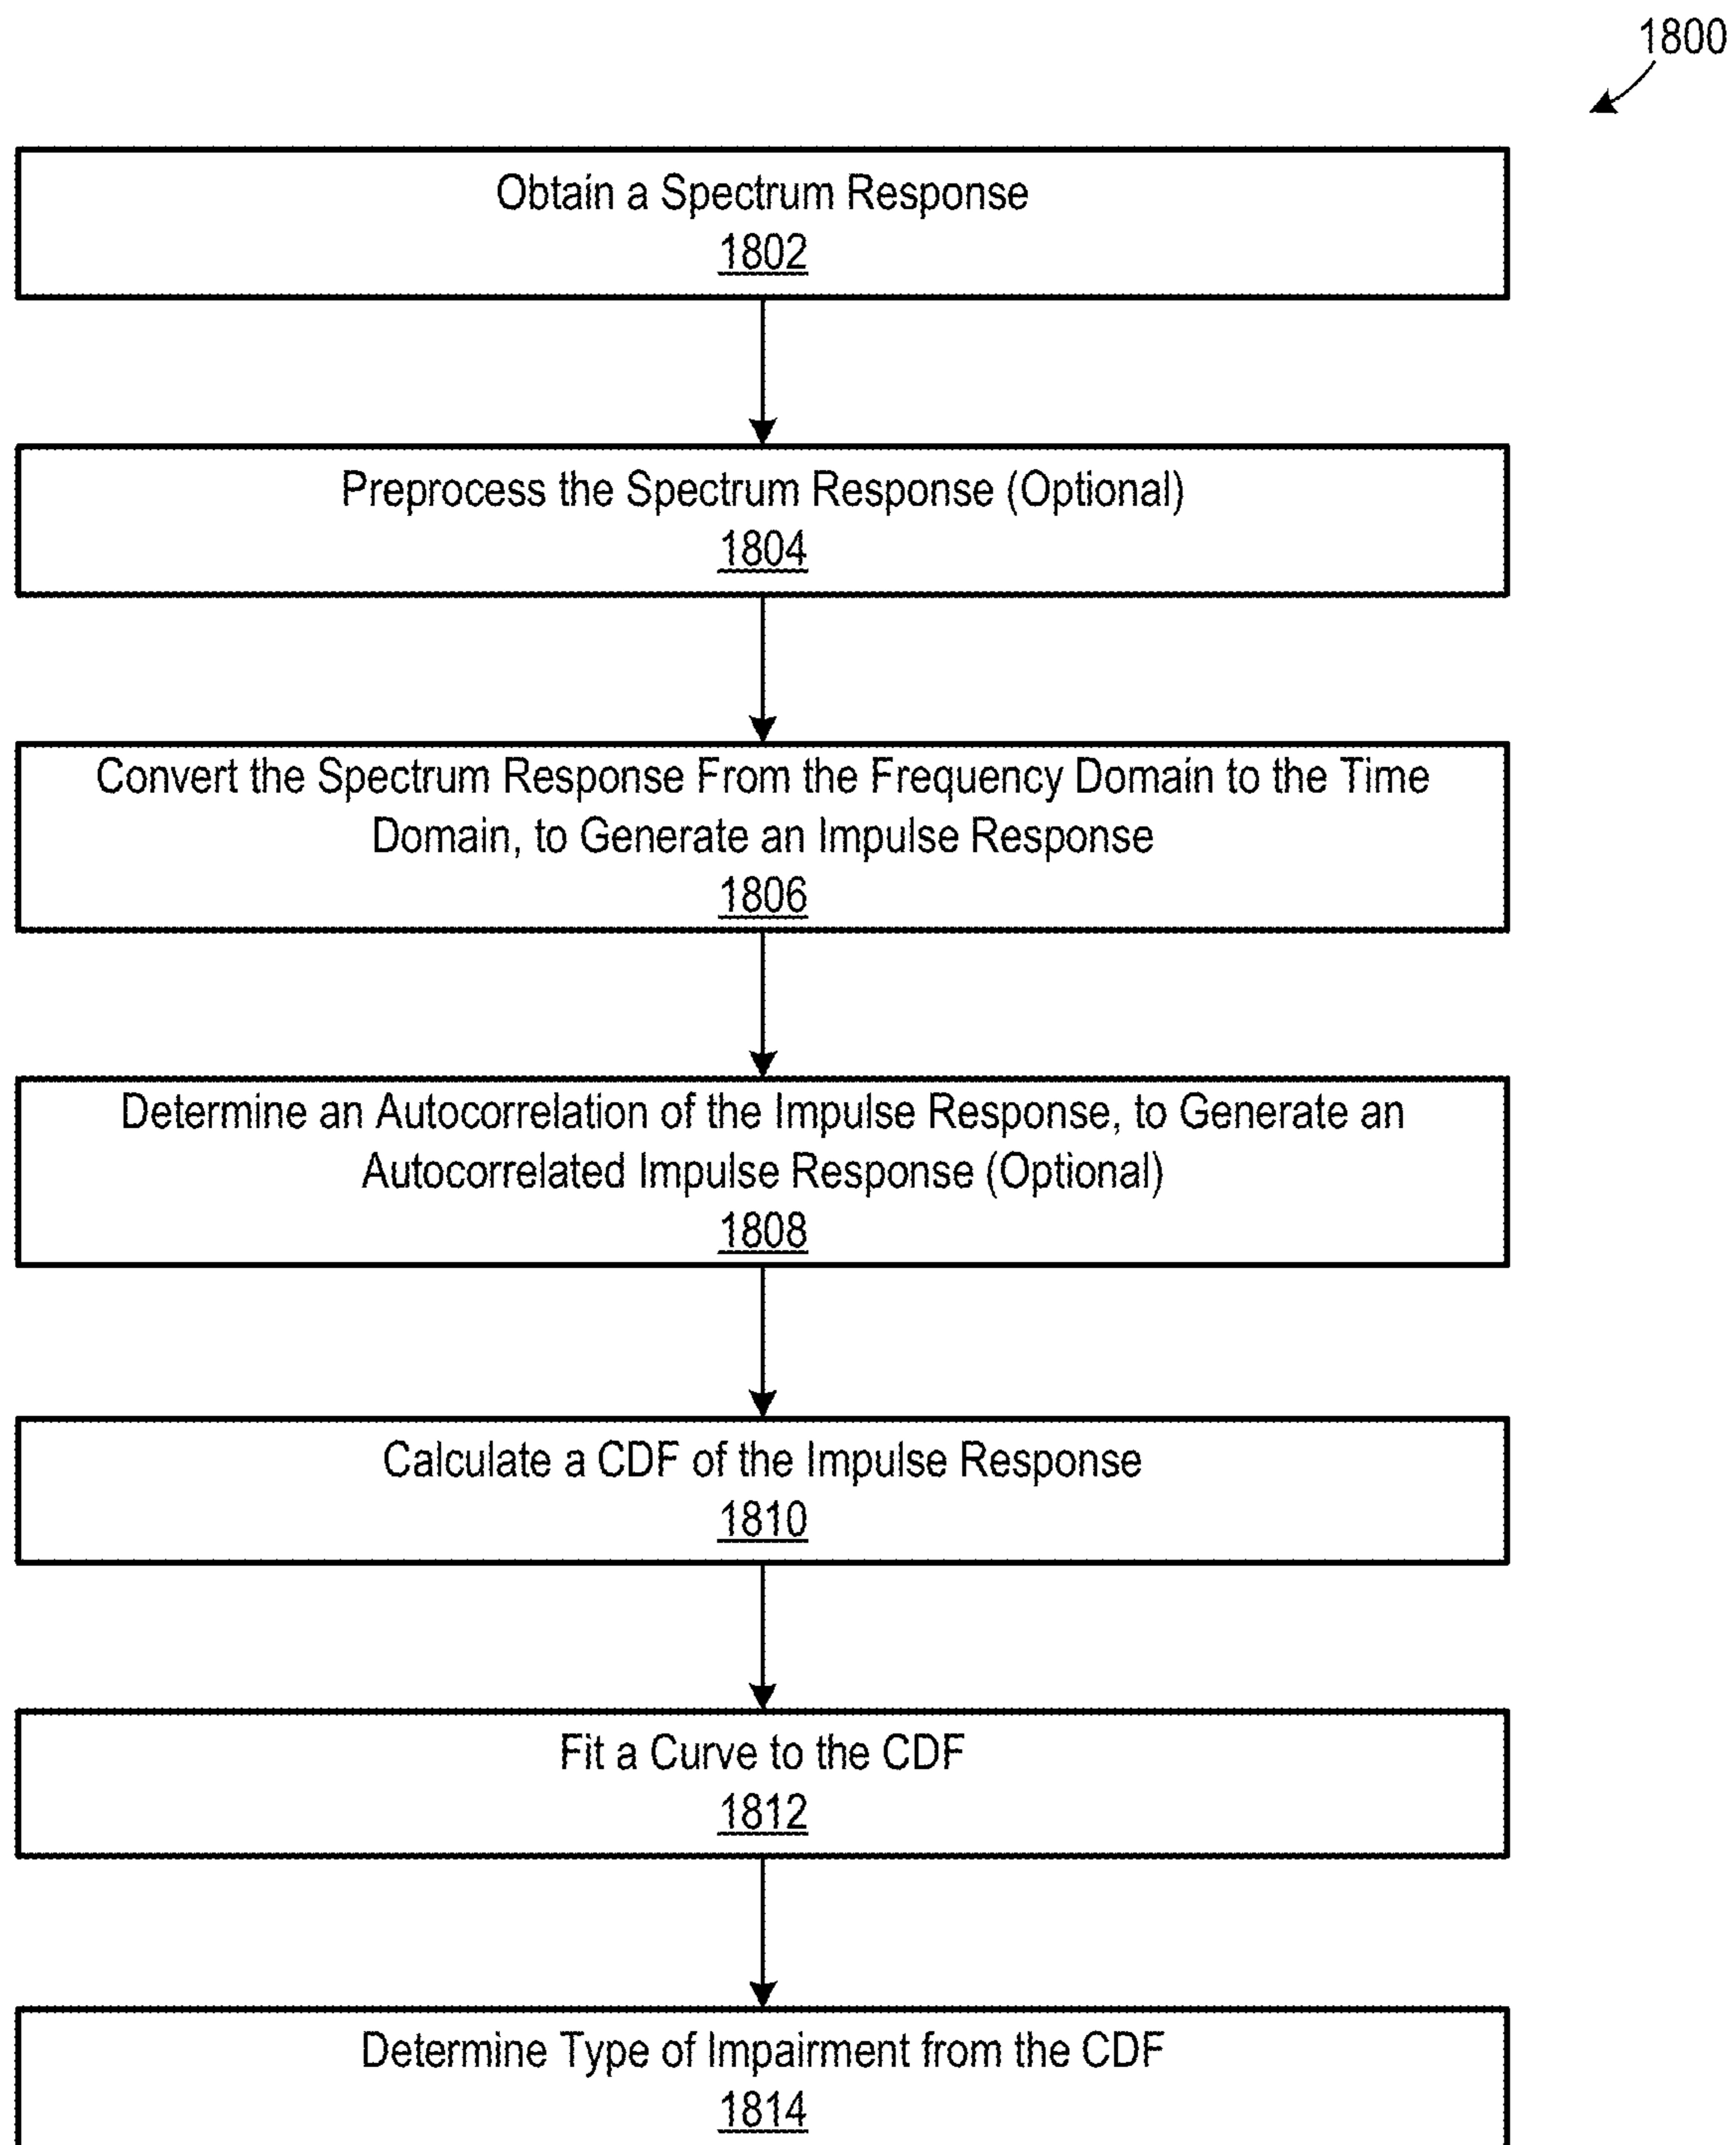 1800
Obtain a Spectrum Response
1802
Preprocess the Spectrum Response (Optional)
1804
Convert the Spectrum Response From the Frequency Domain to the Time
Domain, to Generate an Impulse Response
1806
Determine an Autocorrelation of the Impulse Response, to Generate an
Autocorrelated Impulse Response (Optional)
1808
Calculate a CDF of the Impulse Response
1810
Fit a Curve to the CDF
1812
Determine Type of Impairment from the CDF
1814